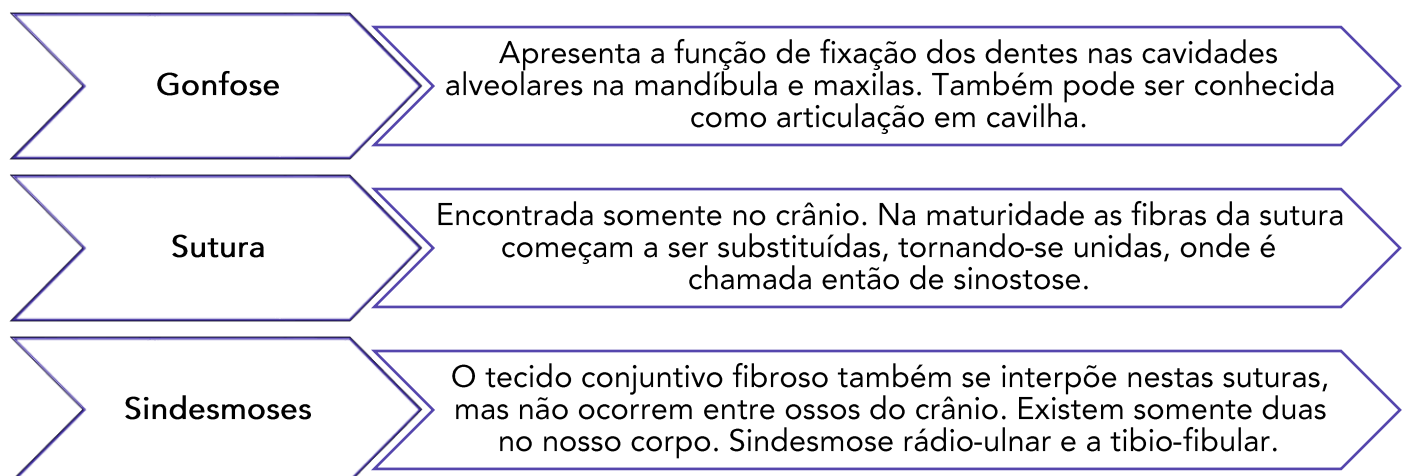 Gonfose
Apresenta a função de fixação dos dentes nas cavidades
alveolares na mandíbula e maxilas. Também pode ser conhecida
como articulação em cavilha.
Sutura
Encontrada somente no crânio. Na maturidade as fibras da sutura
começam a ser substituídas, tornando-se unidas, onde é
chamada então de sinostose.
Sindesmoses
O tecido conjuntivo fibroso também se interpõe nestas suturas,
mas não ocorrem entre ossos do crânio. Existem somente duas
no nosso corpo. Sindesmose rádio-ulnar e a tibio-fibular.